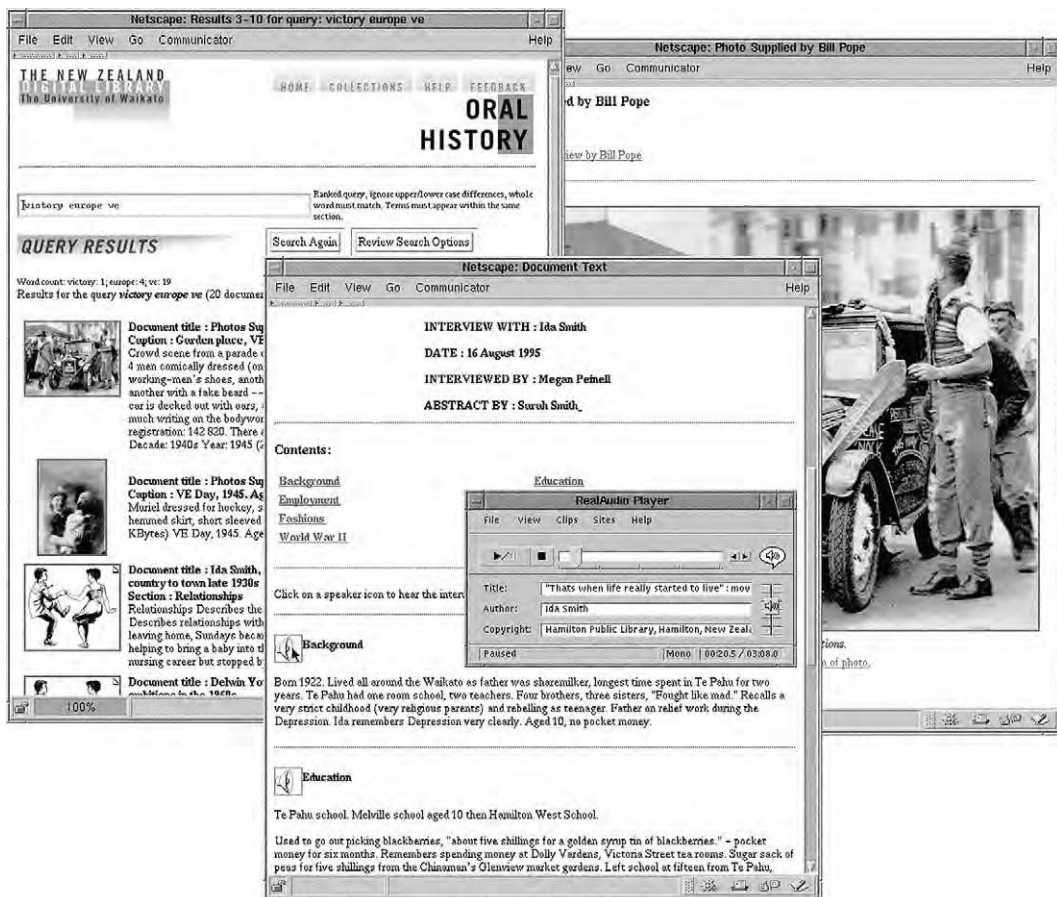 Netscape: Results 3-10 for query: victory europe ve
File Edit View Go Communicator Help
THE NEW ZEALAND
DIGITAL LIBRARY
The University of Waikato
HOME COLLECTIONS HELP FEEDBACK
ORAL
HISTORY
victory europe ve
Ranked query, ignore upper/lower case differences, whole
word must match. Terms must appear within the same
section.
QUERY RESULTS
Search Again Review Search Options
Word count: victory: 1; europe: 4; ve: 19
Results for the query victory europe ve (20 documen
Document title : Photos Sup
Caption : Garden place, VE
Crowd scene from a parade
4 men comically dressed (on
working-men's shoes, anoth
another with a fake beard --
car is decked out with ears,
much writing on the bodywor
registration: 142 820. There
Decade: 1940s Year: 1945 (2
Document title : Photos Sup
Caption : VE Day, 1945. Ag
Muriel dressed for hockey, s
hemmed skirt, short sleeved
KBytes) VE Day, 1945. Age
Document title : Ida Smith,
country to town late 1930s
Section : Relationships
Relationships Describes the
Describes relationships with
leaving home, Sundays beca
helping to bring a baby into th
nursing career but stopped b
Document title : Delwin Yo
ambitions in the 1960s
100%
Netscape: Photo Supplied by Bill Pope
ew Go Communicator Help
ed by Bill Pope
view by Bill Pope
tions.
n of photo.
Netscape: Document Text
File Edit View Go Communicator Help
INTERVIEW WITH : Ida Smith
DATE : 16 August 1995
INTERVIEWED BY : Megan Peinell
ABSTRACT BY : Sarah Smith_
Contents:
Background Education
Employment
Fashions
World War II
Click on a speaker icon to hear the inter
Background
Born 1922. Lived all around the Waikato as father was sharemilker, longest time spent in Te Pahu for two
years. Te Pahu had one room school, two teachers. Four brothers, three sisters, "Fought like mad." Recalls a
very strict childhood (very religious parents) and rebelling as teenager. Father on relief work during the
Depression. Ida remembers Depression very clearly. Aged 10, no pocket money.
Education
Te Pahu school. Melville school aged 10 then Hamilton West School.
Used to go out picking blackberries, "about five shillings for a golden syrup tin of blackberries." - pocket
money for six months. Remembers spending money at Dolly Vardens, Victoria Street tea rooms. Sugar sack of
peas for five shillings from the Chinaman's Glenview market gardens. Left school at fifteen from Te Pahu,
RealAudio Player
File View Clips Sites Help
Title: "Thats when life really started to live" : mov
Author: Ida Smith
Copyright: Hamilton Public Library, Hamilton, New Zeala
Paused Mono 00:20.5 / 03:08.0